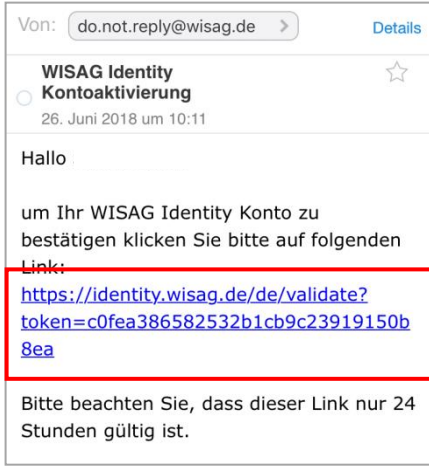 Von: do.not.reply@wisag.de > Details
WISAG Identity
Kontoaktivierung
26. Juni 2018 um 10:11
Hallo
um Ihr WISAG Identity Konto zu
bestätigen klicken Sie bitte auf folgenden
Link:
https://identity.wisag.de/de/validate?
token=c0fea386582532b1cb9c23919150b
8ea
Bitte beachten Sie, dass dieser Link nur 24
Stunden gültig ist.